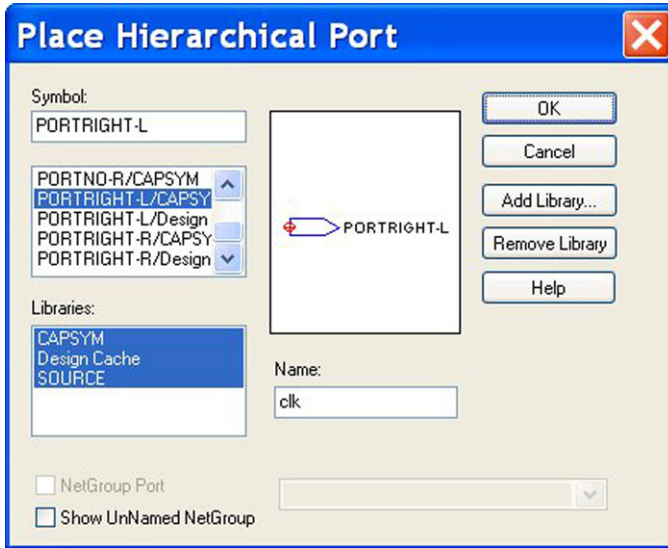 Place Hierarchical Port
Symbol:
PORTRIGHT-L
PORTNO-R/CAPSYM
PORTRIGHT-L/CAPSY
PORTRIGHT-L/Design
PORTRIGHT-R/CAPSY
PORTRIGHT-R/Design
Libraries:
CAPSYM
Design Cache
SOURCE
PORTRIGHT-L
Name:
clk
OK
Cancel
Add Library...
Remove Library
Help
NetGroup Port
Show UnNamed NetGroup